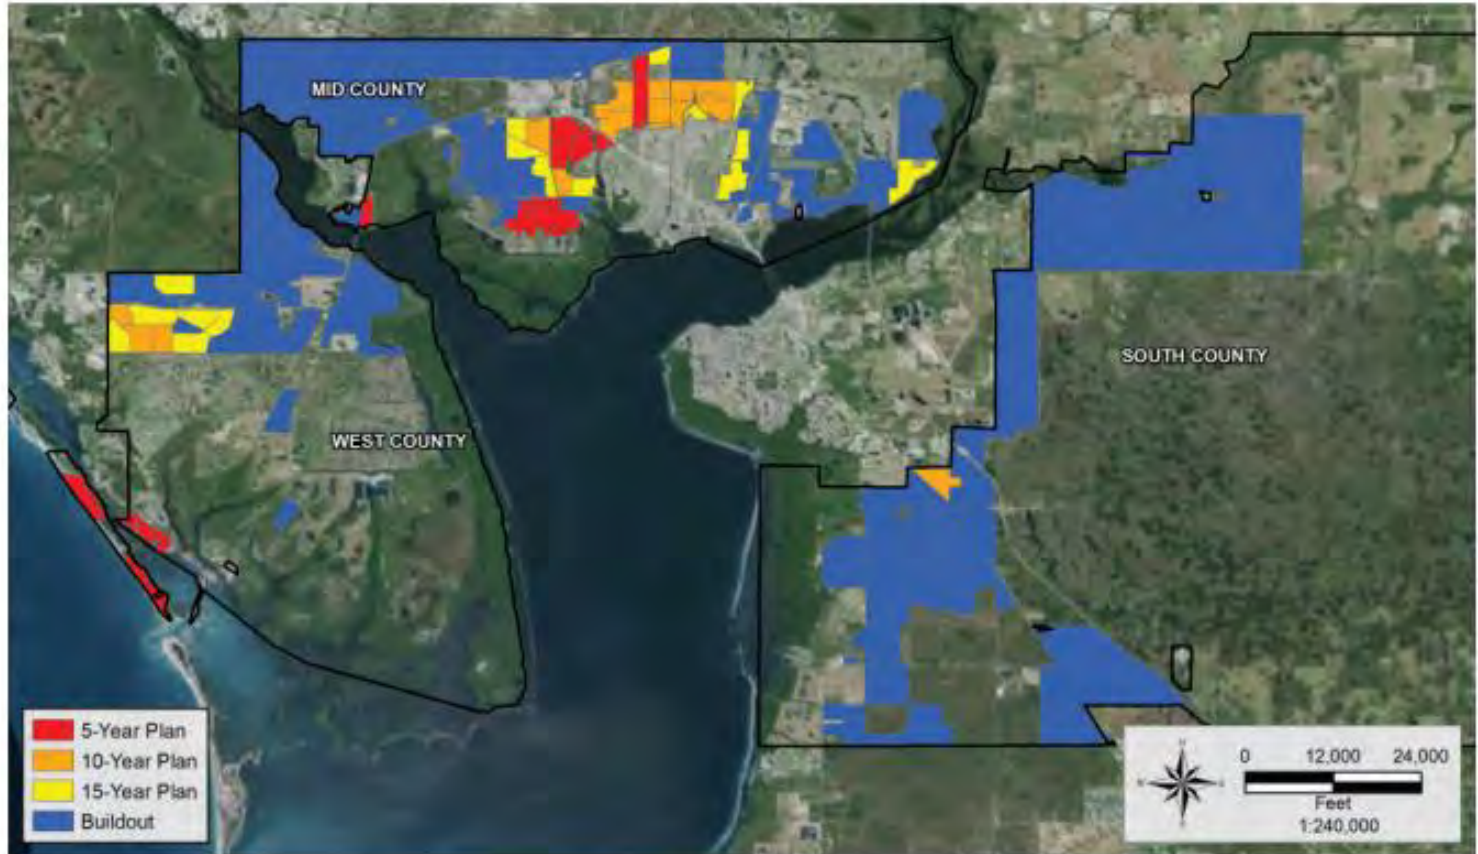 MID COUNTY
SOUTH COUNTY
WEST COUNTY
5-Year Plan
10-Year Plan
15-Year Plan
Buildout
0 12,000 24,000
Feet
1:240,000